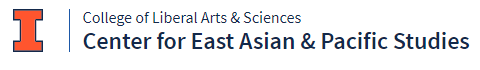 College of Liberal Arts & Sciences
Center for East Asian & Pacific Studies